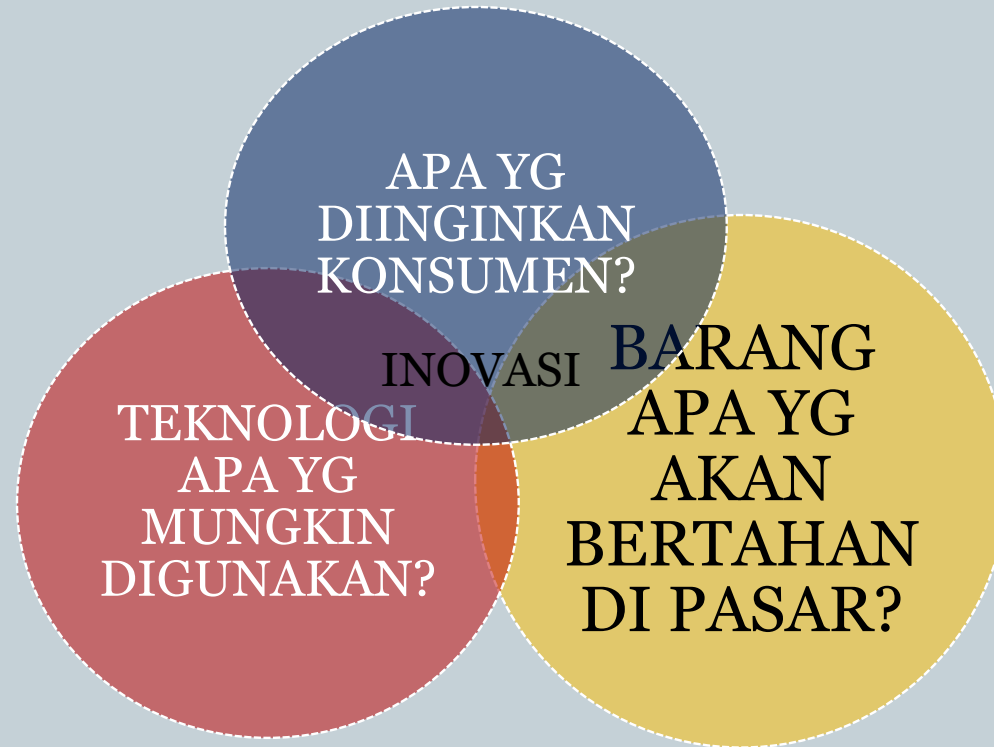 APA YG
DIINGINKAN
KONSUMEN?
INOVASI
TEKNOLOGI
APA YG
MUNGKIN
DIGUNAKAN?
BARANG
APA YG
AKAN
BERTAHAN
DI PASAR?